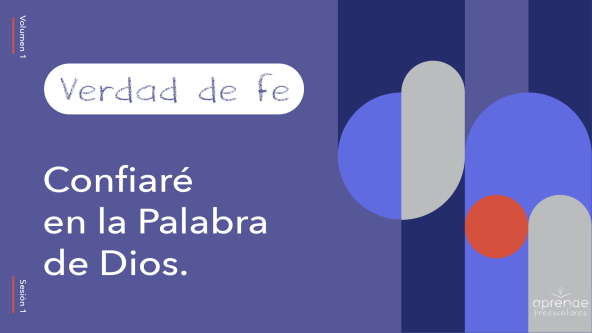 Volumen 1
Verdad de fe
Confiaré
en la Palabra
de Dios.
Sesión 1
aprende
Preescolares